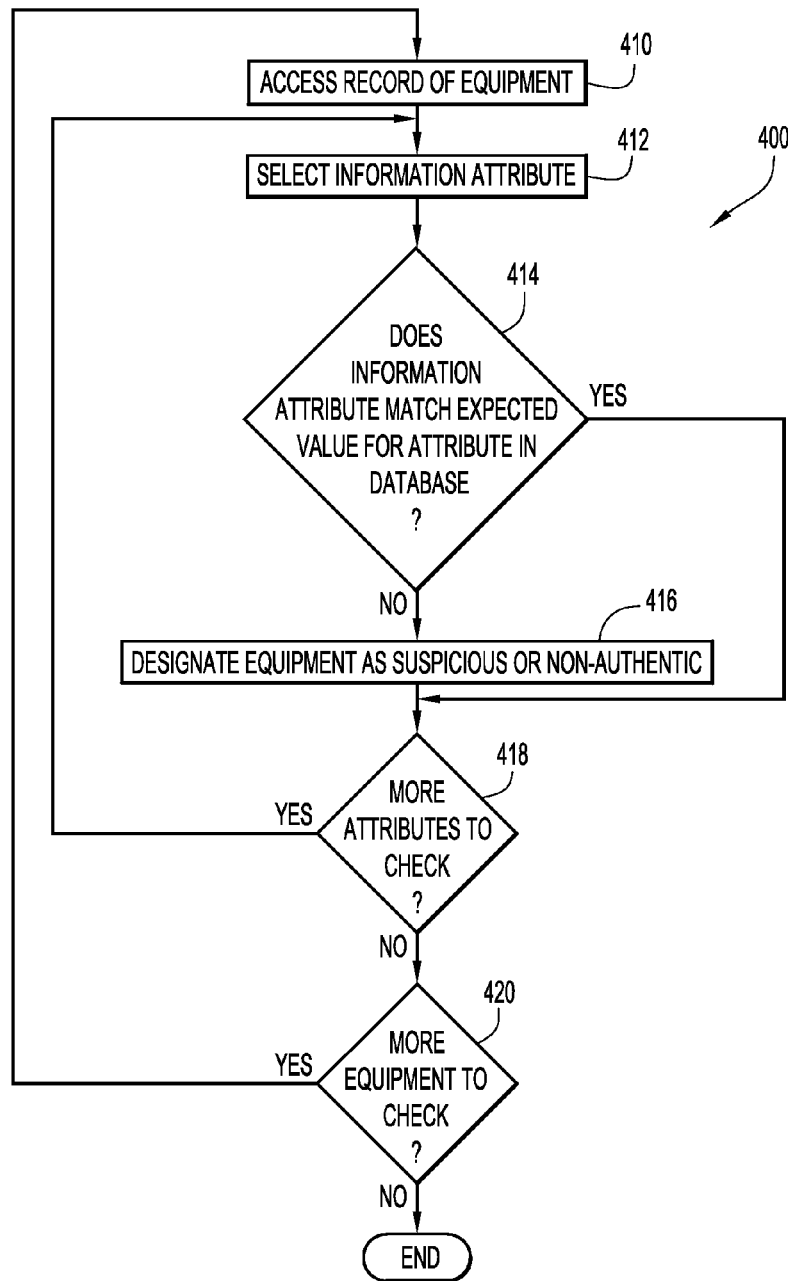 410
ACCESS RECORD OF EQUIPMENT
412
400
SELECT INFORMATION ATTRIBUTE
414
DOES
INFORMATION
ATTRIBUTE MATCH EXPECTED
VALUE FOR ATTRIBUTE IN
DATABASE
?
YES
NO
416
DESIGNATE EQUIPMENT AS SUSPICIOUS OR NON-AUTHENTIC
418
YES
MORE
ATTRIBUTES TO
CHECK
?
NO
420
YES
MORE
EQUIPMENT TO
CHECK
?
NO
END